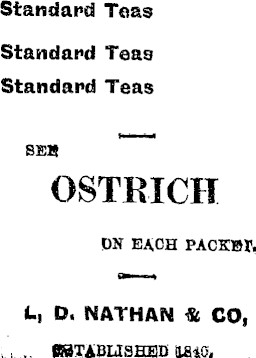 Standard Teas
Standard Teas
Standard Teas
SEE
OSTRICH
ON EACH PACKET.
L, D. NATHAN & CO,
ESTABLISHED 1840.